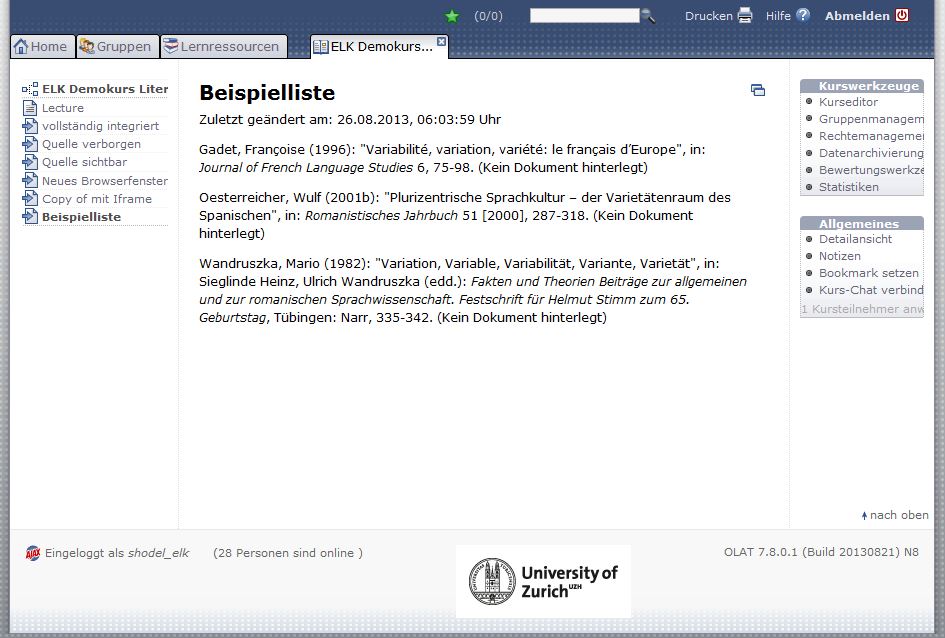 (0/0)
Drucken
Hilfe
Abmelden
Home
Gruppen
Lernressourcen
ELK Demokurs...
ELK Demokurs Liter
Lecture
vollständig integriert
Quelle verborgen
Quelle sichtbar
Neues Browserfenster
Copy of mit Iframe
Beispielliste
Beispielliste
Zuletzt geändert am: 26.08.2013, 06:03:59 Uhr
Gadet, Françoise (1996): "Variabilité, variation, variété: le français d’Europe", in:
Journal of French Language Studies 6, 75-98. (Kein Dokument hinterlegt)
Oesterreicher, Wulf (2001b): "Plurizentrische Sprachkultur – der Varietätenraum des
Spanischen", in: Romanistisches Jahrbuch 51 [2000], 287-318. (Kein Dokument
hinterlegt)
Wandruszka, Mario (1982): "Variation, Variable, Variabilität, Variante, Varietät", in:
Sieglinde Heinz, Ulrich Wandruszka (edd.): Fakten und Theorien Beiträge zur allgemeinen
und zur romanischen Sprachwissenschaft. Festschrift für Helmut Stimm zum 65.
Geburtstag, Tübingen: Narr, 335-342. (Kein Dokument hinterlegt)
Kurswerkzeuge
Kurseditor
Gruppenmanagem
Rechtemanagemen
Datenarchivierung
Bewertungswerkze
Statistiken
Allgemeines
Detailansicht
Notizen
Bookmark setzen
Kurs-Chat verbind
1 Kursteilnehmer anw
nach oben
AJAX
Eingeloggt als shodel_elk
(28 Personen sind online )
University of
Zurich UZH
OLAT 7.8.0.1 (Build 20130821) N8